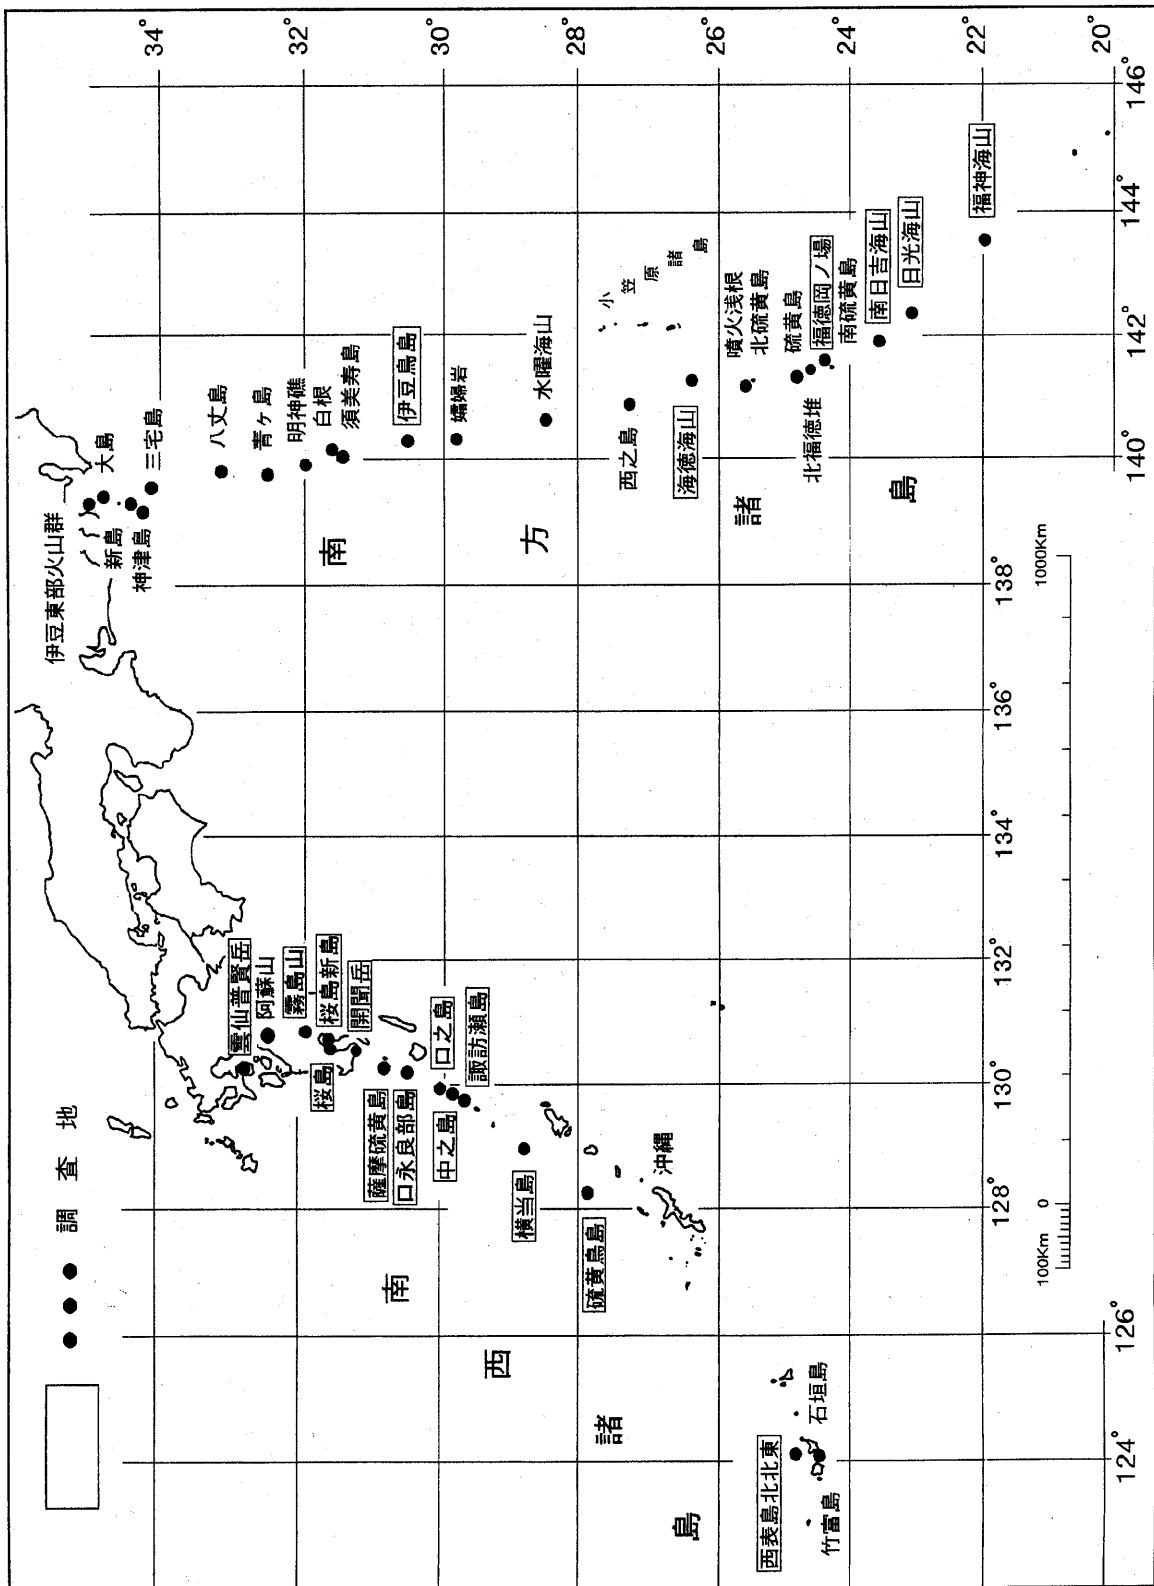 調査地
雲仙普賢岳
阿蘇山
霧島山
桜島新島
桜島
開聞岳
薩摩硫黄島
口永良部島
口之島
中之島
諏訪瀬島
横当島
硫黄鳥島
沖縄
西表島北北東
石垣島
竹富島
南西諸島
伊豆東部火山群
大島
新島
神津島
三宅島
八丈島
青ヶ島
明神礁
白根
須美寿島
伊豆鳥島
孀婦岩
水曜海山
西之島
小笠原諸島
海徳海山
噴火浅根
北硫黄島
硫黄島
北福徳堆
福徳岡ノ場
南硫黄島
南日吉海山
日光海山
福神海山
南方諸島
34°
32°
30°
28°
26°
24°
22°
20°
124°
126°
128°
130°
132°
134°
136°
138°
140°
142°
144°
146°
100Km 0 1000Km